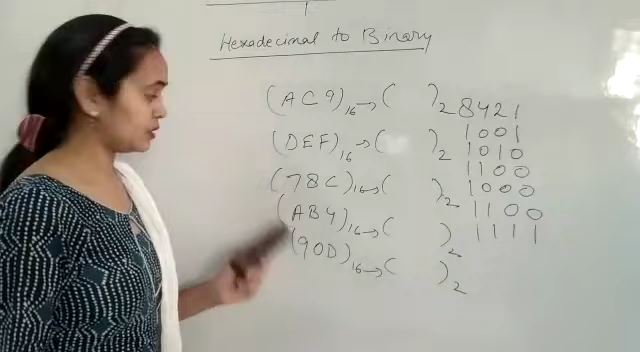 Hexadecimal to Binary
(AC9)16→( )2 8421
1001
(DEF)16→( )2 1010
1100
(78C)16→( )2 1000
(AB4)16→( )2 1100
1111
(90D)16→( )2